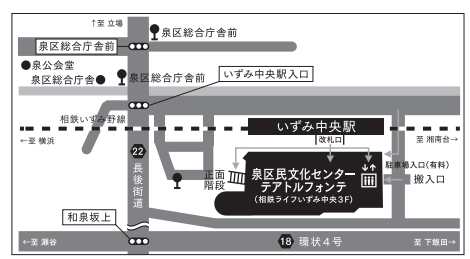 ↑至 立場
泉区総合庁舎前
泉区総合庁舎前
●泉公会堂
泉区総合庁舎●
泉区総合庁舎前
いずみ中央駅入口
相鉄いずみ野線
←至 横浜
いずみ中央駅
改札口
至 湘南台→
22
長後街道
正面
階段
泉区民文化センター
テアトルフォンテ
(相鉄ライフいずみ中央3F)
駐車場入口(有料)
搬入口
和泉坂上
←至 瀬谷
18 環状4号
至 下飯田→